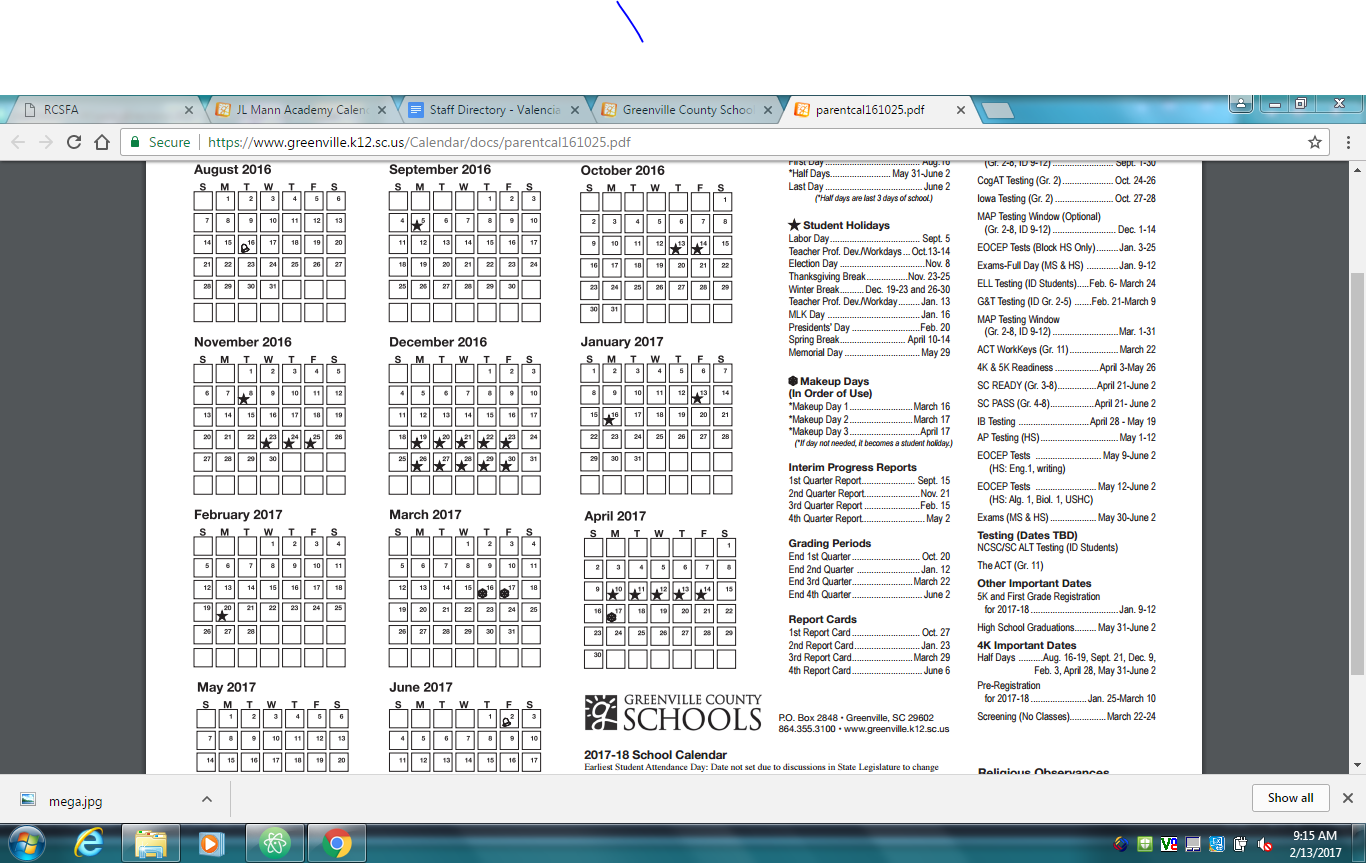 RCSFA
JL Mann Academy Calen
Staff Directory - Valencia
Greenville County Schoo
parentcal161025.pdf
Secure https://www.greenville.k12.sc.us/Calendar/docs/parentcal161025.pdf
August 2016
S M T W T F S
1 2 3 4 5 6
7 8 9 10 11 12 13
14 15 16 17 18 19 20
21 22 23 24 25 26 27
28 29 30 31
September 2016
S M T W T F S
1 2 3
4 5 6 7 8 9 10
11 12 13 14 15 16 17
18 19 20 21 22 23 24
25 26 27 28 29 30
October 2016
S M T W T F S
1
2 3 4 5 6 7 8
9 10 11 12 13 14 15
16 17 18 19 20 21 22
23 24 25 26 27 28 29
30 31
November 2016
S M T W T F S
1 2 3 4 5
6 7 8 9 10 11 12
13 14 15 16 17 18 19
20 21 22 23 24 25 26
27 28 29 30
December 2016
S M T W T F S
1 2 3
4 5 6 7 8 9 10
11 12 13 14 15 16 17
18 19 20 21 22 23 24
25 26 27 28 29 30 31
January 2017
S M T W T F S
1 2 3 4 5 6 7
8 9 10 11 12 13 14
15 16 17 18 19 20 21
22 23 24 25 26 27 28
29 30 31
February 2017
S M T W T F S
1 2 3 4
5 6 7 8 9 10 11
12 13 14 15 16 17 18
19 20 21 22 23 24 25
26 27 28
March 2017
S M T W T F S
1 2 3 4
5 6 7 8 9 10 11
12 13 14 15 16 17 18
19 20 21 22 23 24 25
26 27 28 29 30 31
April 2017
S M T W T F S
1
2 3 4 5 6 7 8
9 10 11 12 13 14 15
16 17 18 19 20 21 22
23 24 25 26 27 28 29
30
May 2017
S M T W T F S
1 2 3 4 5 6
7 8 9 10 11 12 13
14 15 16 17 18 19 20
June 2017
S M T W T F S
1 2 3
4 5 6 7 8 9 10
11 12 13 14 15 16 17
First Day ........ Aug. 16
*Half Days........ May 31-June 2
Last Day ........ June 2
(*Half days are last 3 days of school.)
★ Student Holidays
Labor Day ........ Sept. 5
Teacher Prof. Dev./Workdays ... Oct.13-14
Election Day ........ Nov. 8
Thanksgiving Break ........ Nov. 23-25
Winter Break ........ Dec. 19-23 and 26-30
Teacher Prof. Dev./Workday ........ Jan. 13
MLK Day ........ Jan. 16
Presidents' Day ........ Feb. 20
Spring Break ........ April 10-14
Memorial Day ........ May 29
Makeup Days
(In Order of Use)
*Makeup Day 1 ........ March 16
*Makeup Day 2 ........ March 17
*Makeup Day 3 ........ April 17
(*If day not needed, it becomes a student holiday.)
Interim Progress Reports
1st Quarter Report ........ Sept. 15
2nd Quarter Report ........ Nov. 21
3rd Quarter Report ........ Feb. 15
4th Quarter Report ........ May 2
Grading Periods
End 1st Quarter ........ Oct. 20
End 2nd Quarter ........ Jan. 12
End 3rd Quarter ........ March 22
End 4th Quarter ........ June 2
Report Cards
1st Report Card ........ Oct. 27
2nd Report Card ........ Jan. 23
3rd Report Card ........ March 29
4th Report Card ........ June 6
(Gr. 2-8, ID 9-12) ........ Sept. 1-30
CogAT Testing (Gr. 2) ........ Oct. 24-26
Iowa Testing (Gr. 2) ........ Oct. 27-28
MAP Testing Window (Optional)
(Gr. 2-8, ID 9-12) ........ Dec. 1-14
EOCEP Tests (Block HS Only) ........ Jan. 3-25
Exams-Full Day (MS & HS) ........ Jan. 9-12
ELL Testing (ID Students) ..... Feb. 6- March 24
G&T Testing (ID Gr. 2-5) ....... Feb. 21-March 9
MAP Testing Window
(Gr. 2-8, ID 9-12) ........ Mar. 1-31
ACT WorkKeys (Gr. 11) ........ March 22
4K & 5K Readiness ........ April 3-May 26
SC READY (Gr. 3-8) ........ April 21-June 2
SC PASS (Gr. 4-8) ........ April 21- June 2
IB Testing ........ April 28 - May 19
AP Testing (HS) ........ May 1-12
EOCEP Tests ........ May 9-June 2
(HS: Eng.1, writing)
EOCEP Tests ........ May 12-June 2
(HS: Alg. 1, Biol. 1, USHC)
Exams (MS & HS) ........ May 30-June 2
Testing (Dates TBD)
NCSC/SC ALT Testing (ID Students)
The ACT (Gr. 11)
Other Important Dates
5K and First Grade Registration
for 2017-18 ........ Jan. 9-12
High School Graduations ........ May 31-June 2
4K Important Dates
Half Days ........ Aug. 16-19, Sept. 21, Dec. 9,
Feb. 3, April 28, May 31-June 2
Pre-Registration
for 2017-18 ........ Jan. 25-March 10
Screening (No Classes) ........ March 22-24
Religious Observances
GREENVILLE COUNTY
SCHOOLS
P.O. Box 2848 • Greenville, SC 29602
864.355.3100 • www.greenville.k12.sc.us
2017-18 School Calendar
Earliest Student Attendance Day: Date not set due to discussions in State Legislature to change
mega.jpg
Show all
9:15 AM
2/13/2017